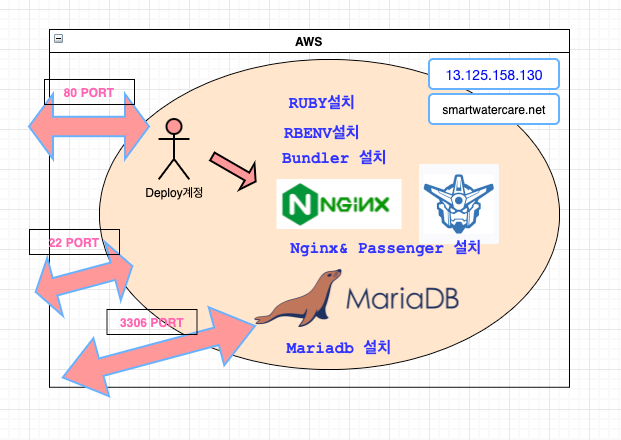 AWS
13.125.158.130
80 PORT
smartwatercare.net
RUBY설치
RBENV설치
Bundler 설치
Deploy계정
NGINX
22 PORT
Nginx& Passenger 설치
MariaDB
3306 PORT
Mariadb 설치